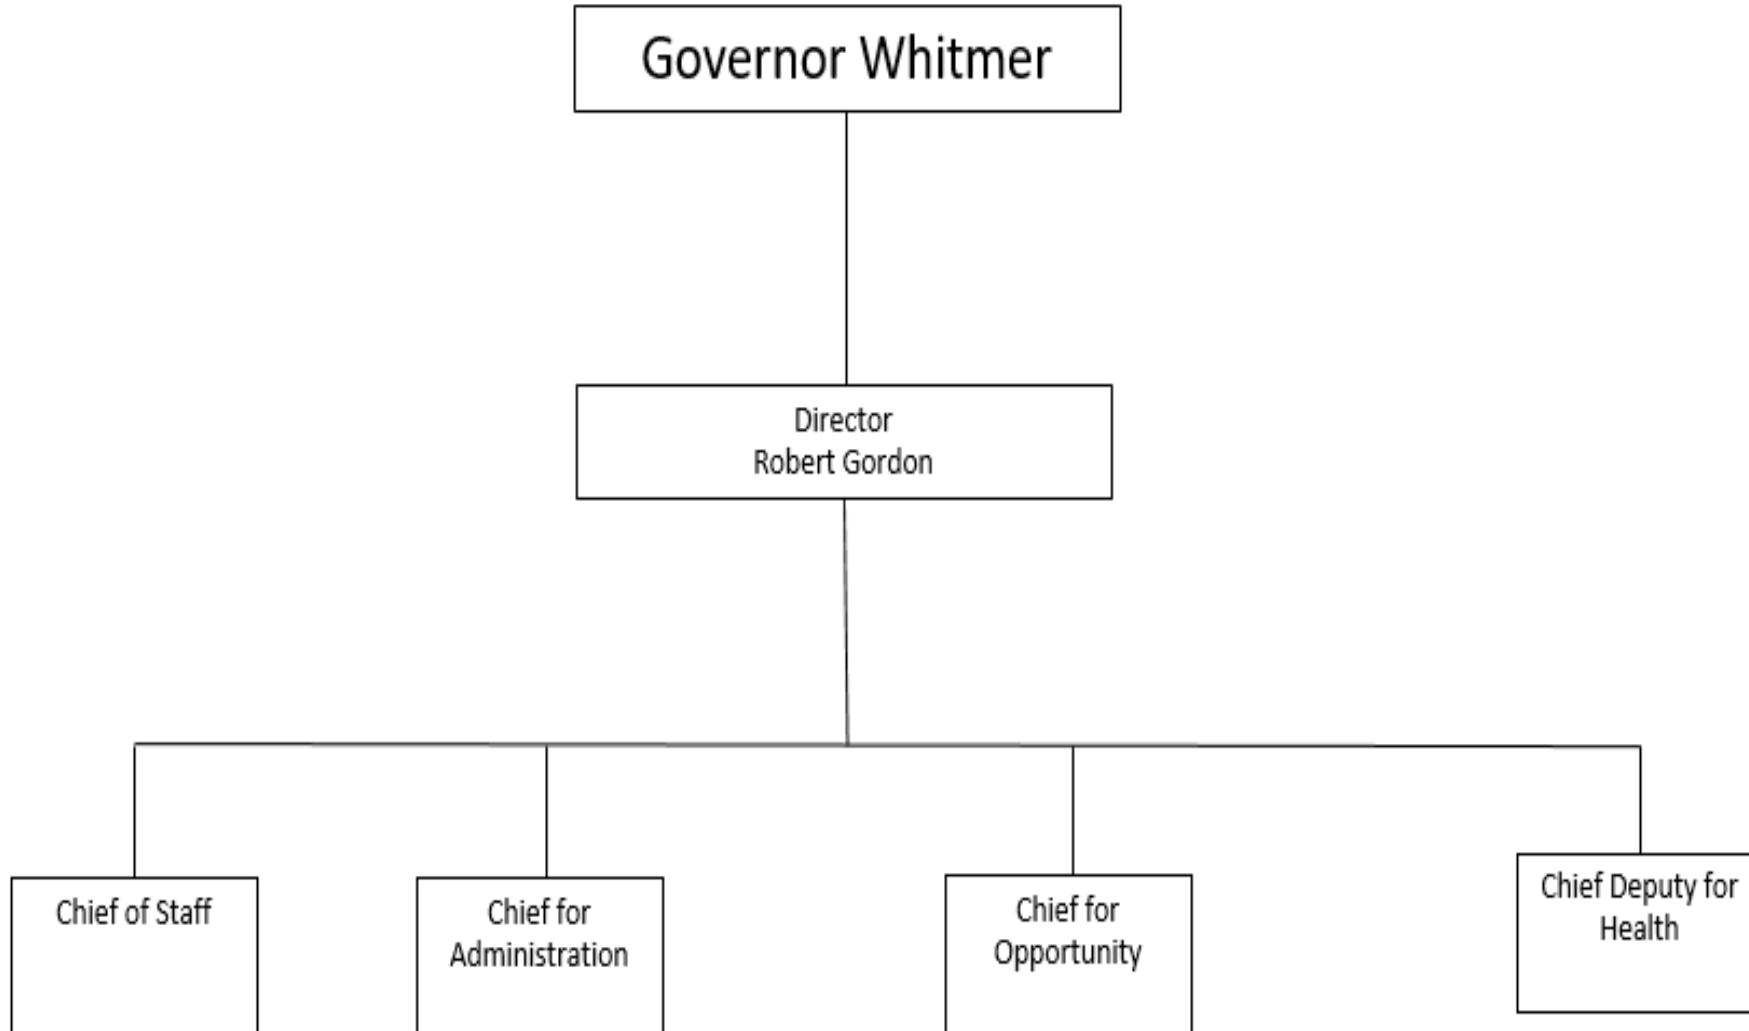 Governor Whitmer
Director
Robert Gordon
Chief of Staff
Chief for
Administration
Chief for
Opportunity
Chief Deputy for
Health